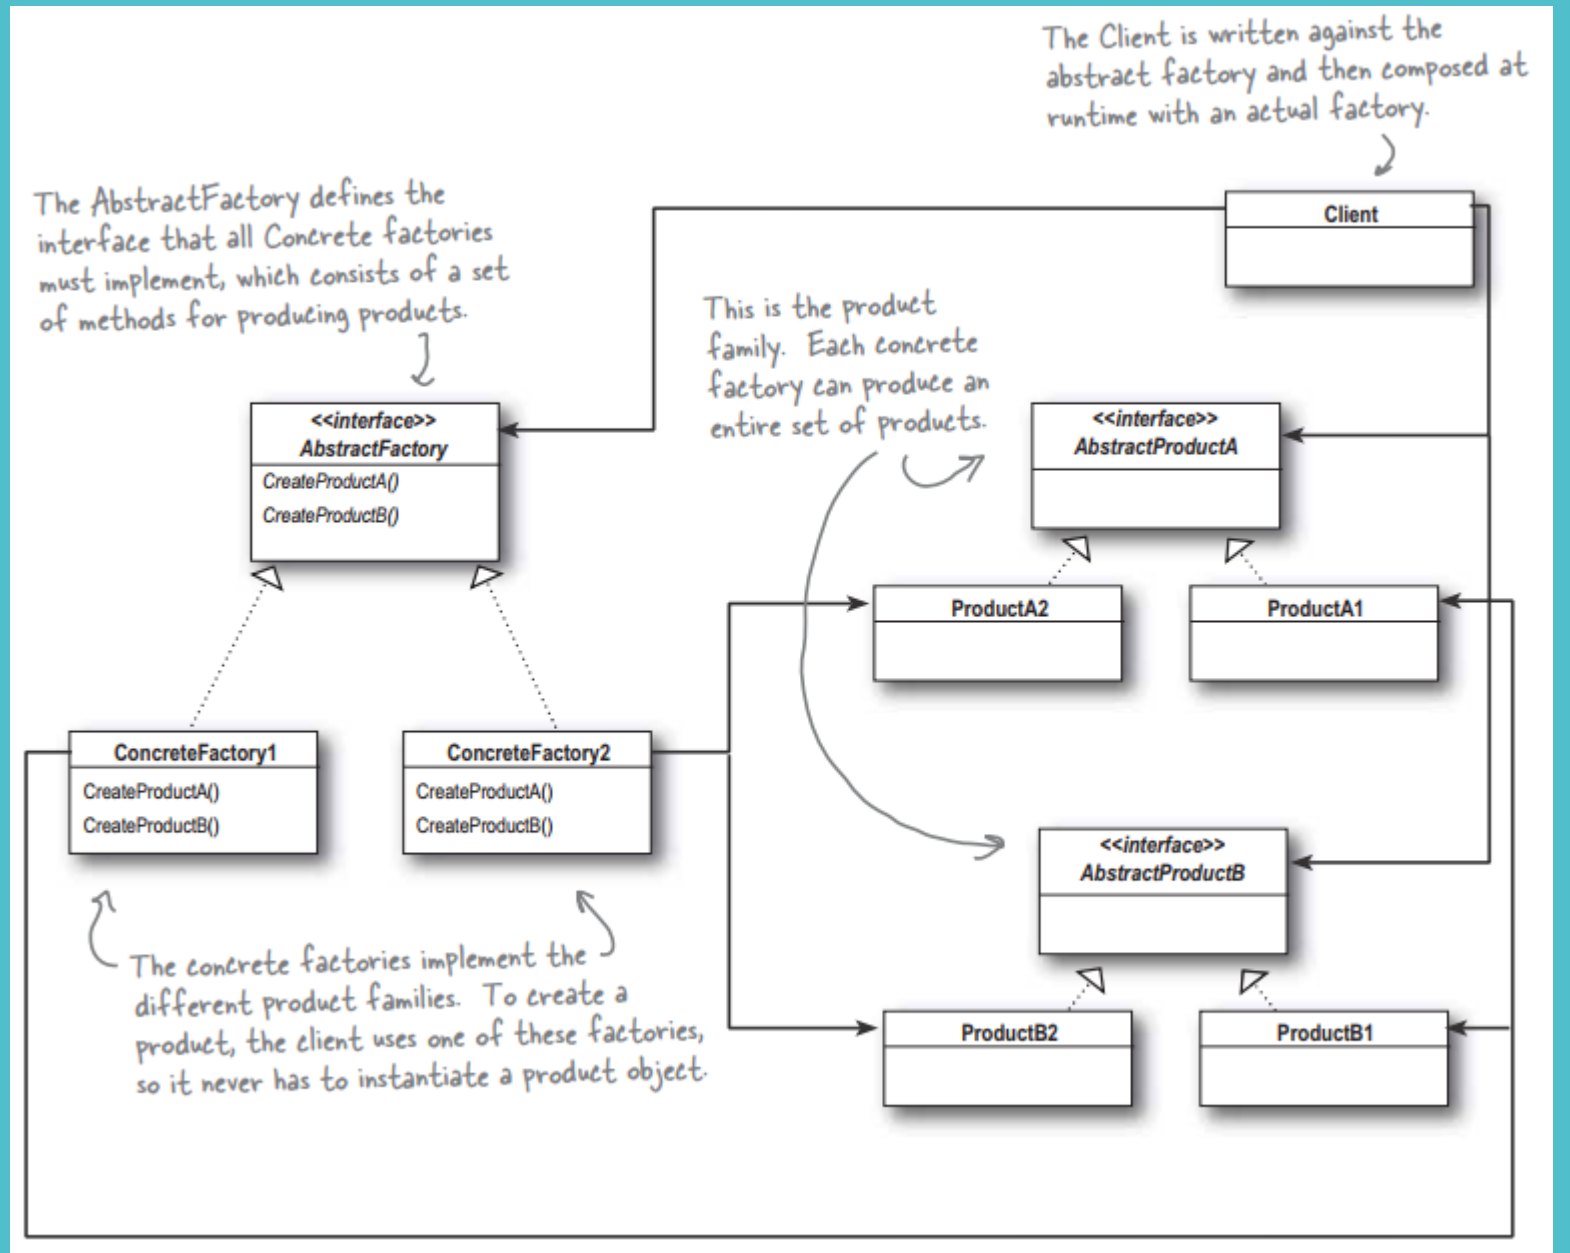 The Client is written against the
abstract factory and then composed at
runtime with an actual factory.
The AbstractFactory defines the
interface that all Concrete factories
must implement, which consists of a set
of methods for producing products.
Client
This is the product
family. Each concrete
factory can produce an
entire set of products.
<<interface>>
AbstractFactory
CreateProductA()
CreateProductB()
<<interface>>
AbstractProductA
ProductA2
ProductA1
ConcreteFactory1
CreateProductA()
CreateProductB()
ConcreteFactory2
CreateProductA()
CreateProductB()
<<interface>>
AbstractProductB
The concrete factories implement the
different product families. To create a
product, the client uses one of these factories,
so it never has to instantiate a product object.
ProductB2
ProductB1